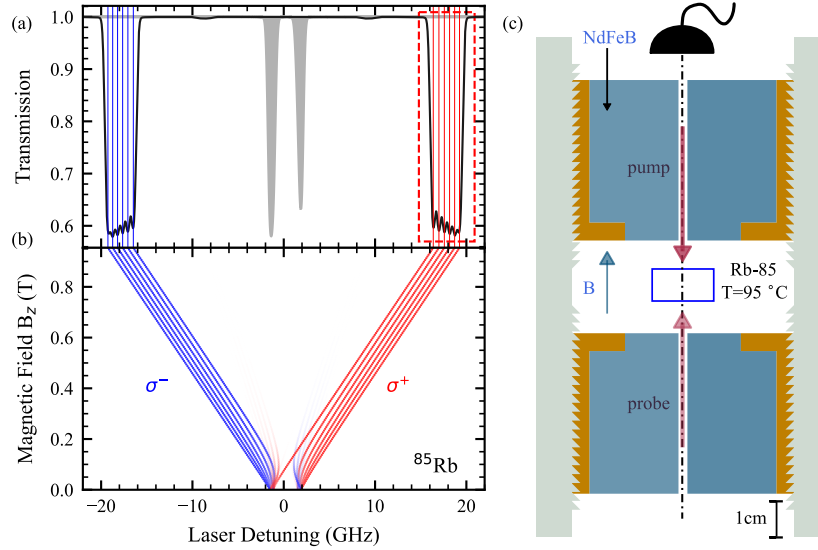 (a)
1.0
0.9
0.8
0.7
0.6
Transmission
(b)
0.8
0.6
0.4
0.2
0.0
Magnetic Field B_z (T)
σ⁻
σ⁺
⁸⁵Rb
−20
−10
0
10
20
Laser Detuning (GHz)
(c)
NdFeB
pump
B
Rb-85
T=95 °C
probe
1cm